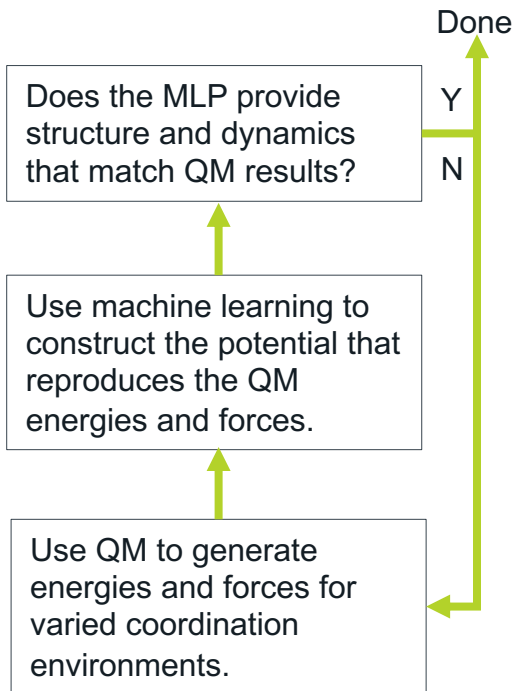 Done
Does the MLP provide
structure and dynamics
that match QM results?
Y
N
Use machine learning to
construct the potential that
reproduces the QM
energies and forces.
Use QM to generate
energies and forces for
varied coordination
environments.